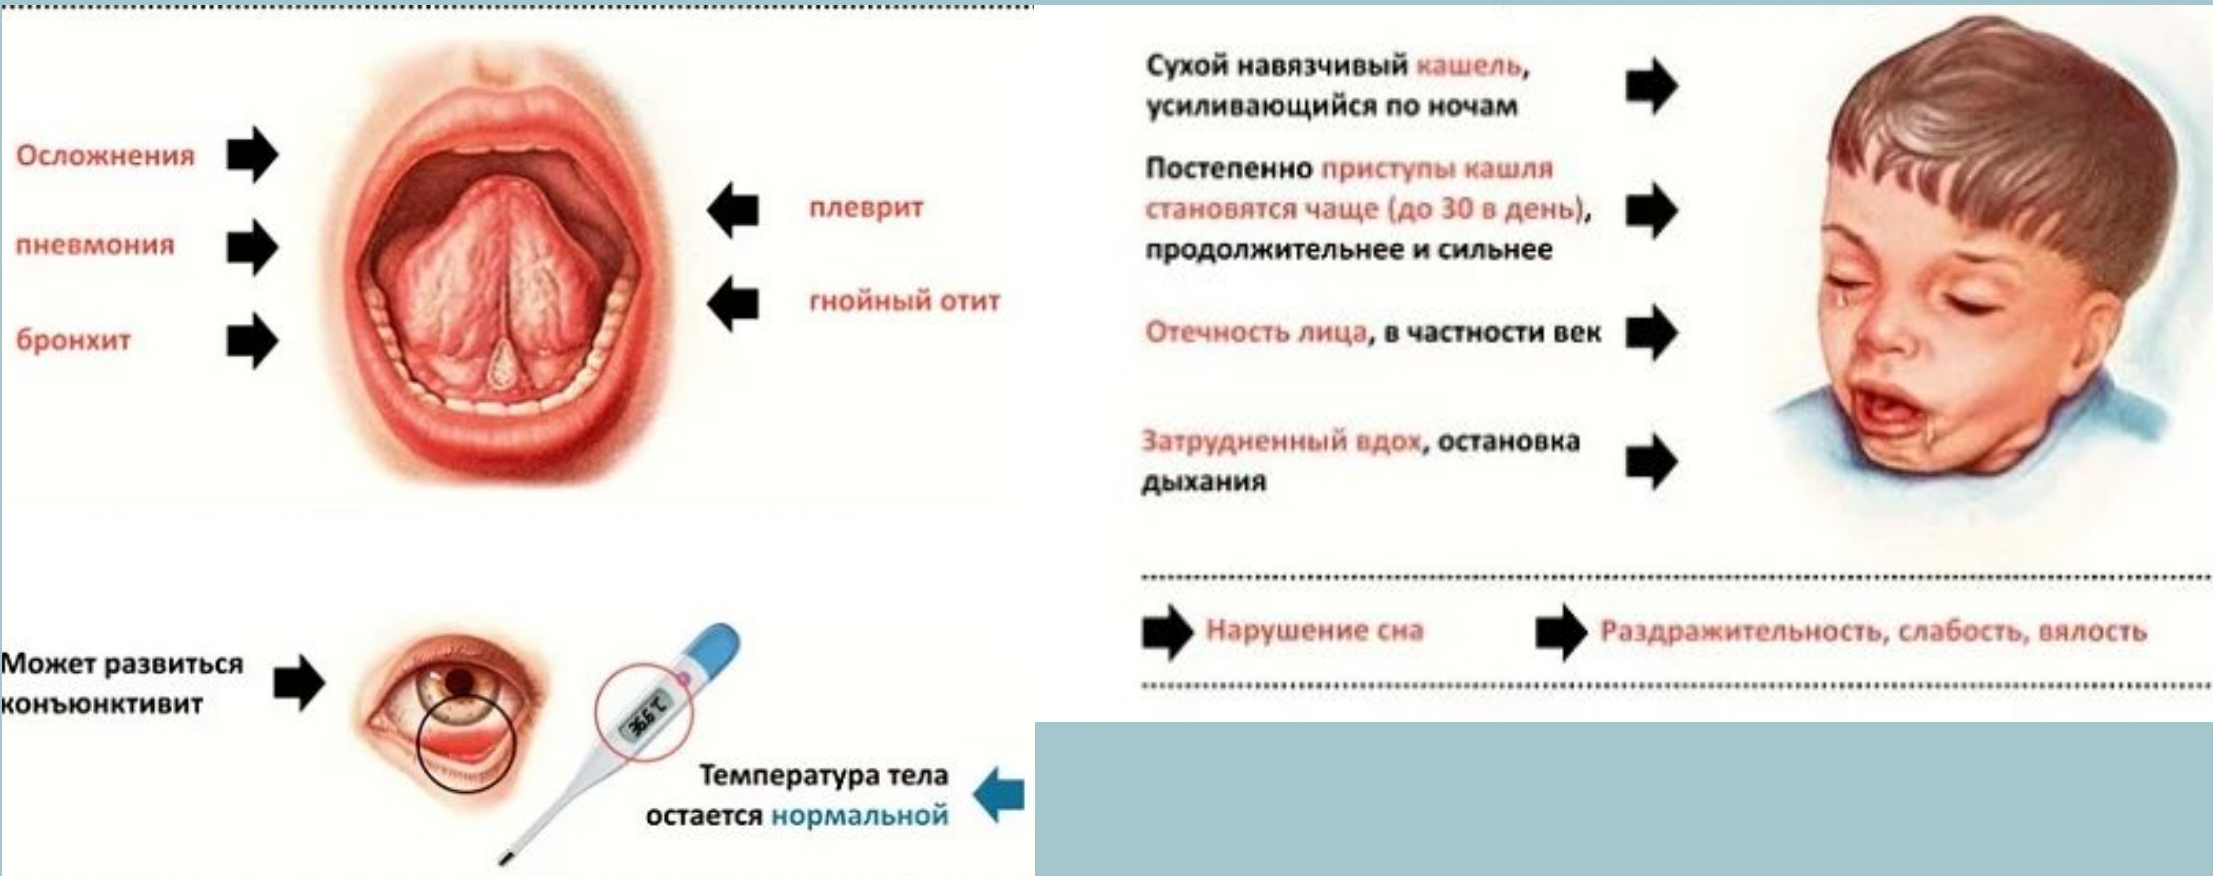 Осложнения
пневмония
бронхит
плеврит
гнойный отит
Может развиться
конъюнктивит
36.6 °C
Температура тела
остается нормальной
Сухой навязчивый кашель,
усиливающийся по ночам
Постепенно приступы кашля
становятся чаще (до 30 в день),
продолжительнее и сильнее
Отечность лица, в частности век
Затрудненный вдох, остановка
дыхания
Нарушение сна
Раздражительность, слабость, вялость